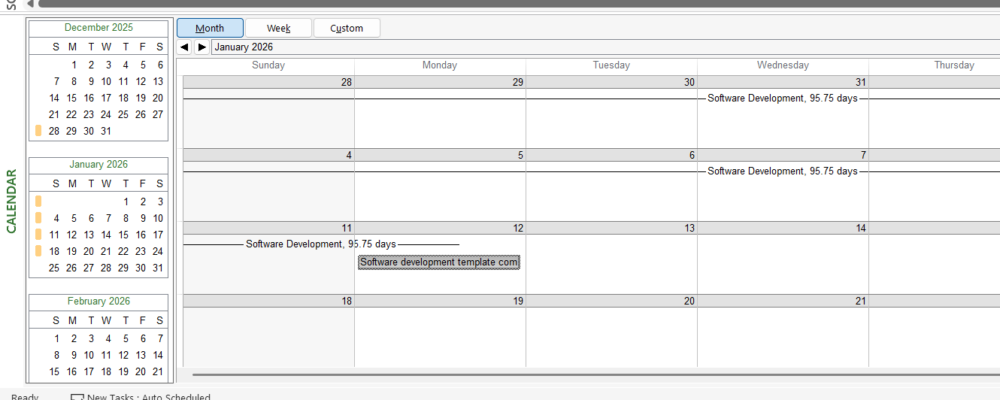 SC
CALENDAR
December 2025
S M T W T F S
1 2 3 4 5 6
7 8 9 10 11 12 13
14 15 16 17 18 19 20
21 22 23 24 25 26 27
28 29 30 31
January 2026
S M T W T F S
1 2 3
4 5 6 7 8 9 10
11 12 13 14 15 16 17
18 19 20 21 22 23 24
25 26 27 28 29 30 31
February 2026
S M T W T F S
1 2 3 4 5 6 7
8 9 10 11 12 13 14
15 16 17 18 19 20 21
Month Week Custom
January 2026
Sunday Monday Tuesday Wednesday Thursday
28 29 30 31
Software Development, 95.75 days
4 5 6 7
Software Development, 95.75 days
11 12 13 14
Software Development, 95.75 days
Software development template com
18 19 20 21
Ready New Tasks : Auto Scheduled